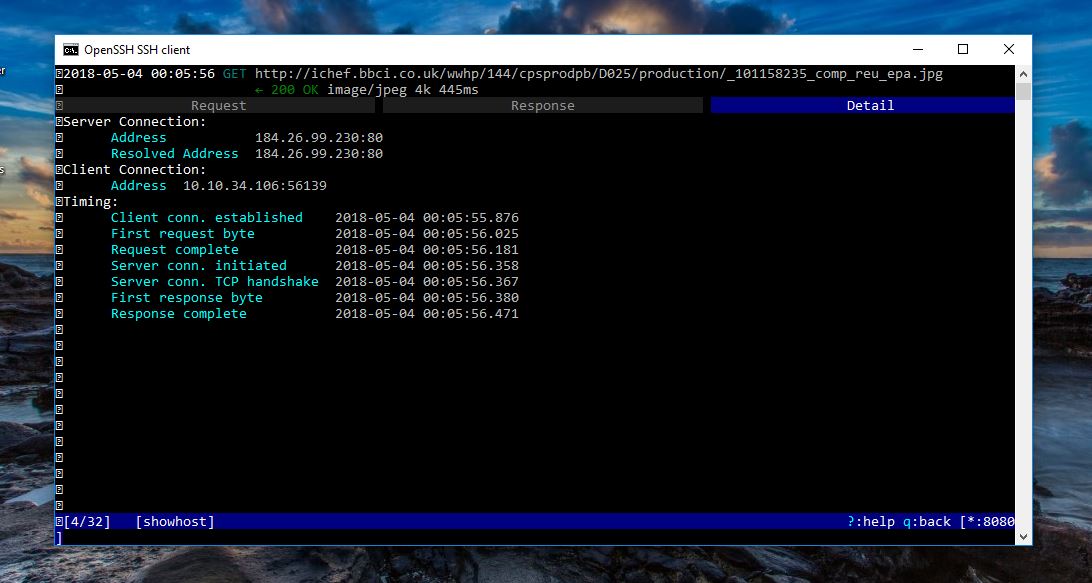 OpenSSH SSH client
2018-05-04 00:05:56 GET http://ichef.bbci.co.uk/wwhp/144/cpsprodpb/D025/production/_101158235_comp_reu_epa.jpg
← 200 OK image/jpeg 4k 445ms
Request Response Detail
Server Connection:
Address 184.26.99.230:80
Resolved Address 184.26.99.230:80
Client Connection:
Address 10.10.34.106:56139
Timing:
Client conn. established 2018-05-04 00:05:55.876
First request byte 2018-05-04 00:05:56.025
Request complete 2018-05-04 00:05:56.181
Server conn. initiated 2018-05-04 00:05:56.358
Server conn. TCP handshake 2018-05-04 00:05:56.367
First response byte 2018-05-04 00:05:56.380
Response complete 2018-05-04 00:05:56.471
[4/32] [showhost] ?:help q:back [*:8080
]